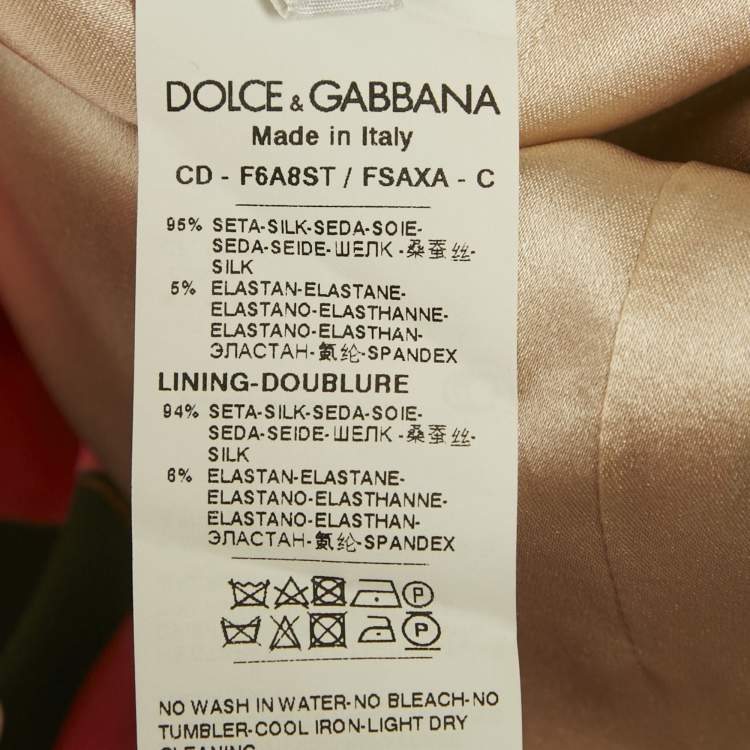 DOLCE & GABBANA
Made in Italy
CD - F6A8ST / FSAXA - C
95% SETA-SILK-SEDA-SOIE-
SEDA-SEIDE-ШЕЛК -桑蚕丝-
SILK
5% ELASTAN-ELASTANE-
ELASTANO-ELASTHANNE-
ELASTANO-ELASTHAN-
ЭЛАСТАН-氨纶-SPANDEX
LINING-DOUBLURE
94% SETA-SILK-SEDA-SOIE-
SEDA-SEIDE-ШЕЛК -桑蚕丝-
SILK
6% ELASTAN-ELASTANE-
ELASTANO-ELASTHANNE-
ELASTANO-ELASTHAN-
ЭЛАСТАН-氨纶-SPANDEX
P
P
NO WASH IN WATER-NO BLEACH-NO
TUMBLER-COOL IRON-LIGHT DRY
CLEANING